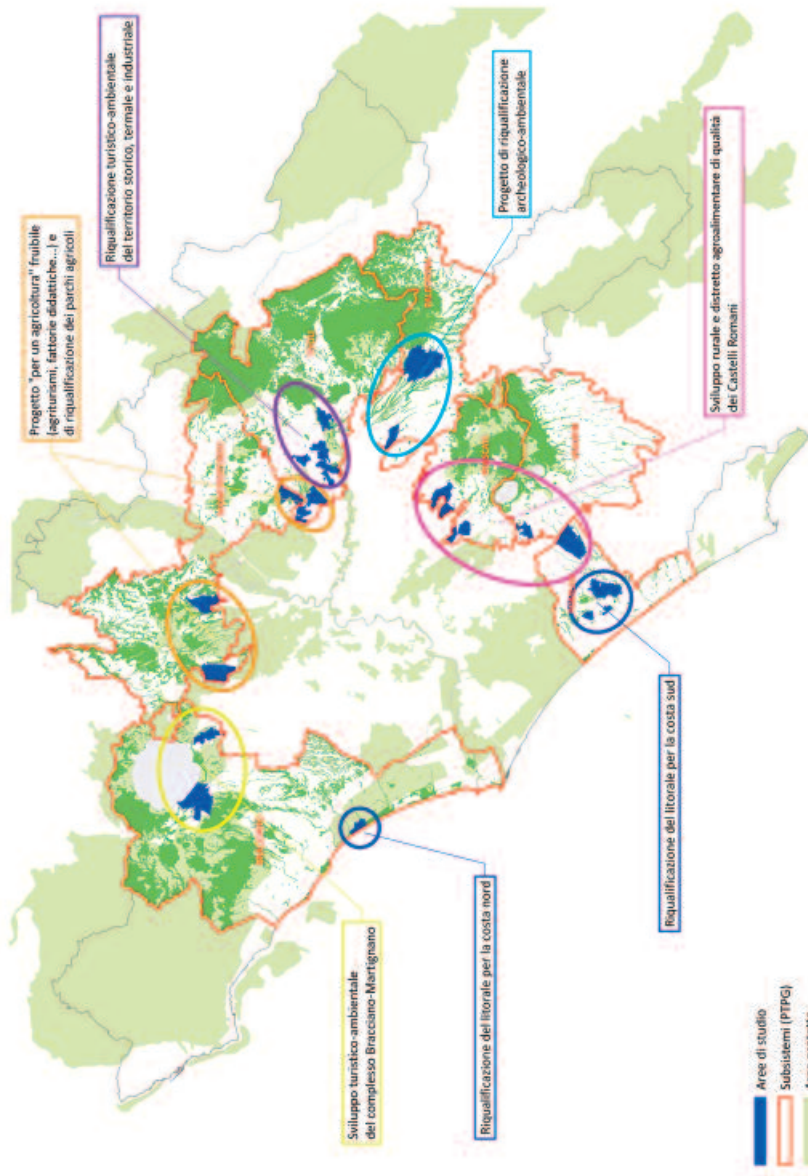 Progetto "per un agricoltura" fruibile
(agriturismi, fattorie didattiche...) e
di riqualificazione dei parchi agricoli
Riqualificazione turistico-ambientale
del territorio storico, termale e industriale
Progetto di riqualificazione
archeologico-ambientale
Sviluppo rurale e distretto agroalimentare di qualità
dei Castelli Romani
Sviluppo turistico-ambientale
del complesso Bracciano-Martignano
Riqualificazione del litorale per la costa nord
Riqualificazione del litorale per la costa sud
Aree di studio
Subsistemi (PTPG)